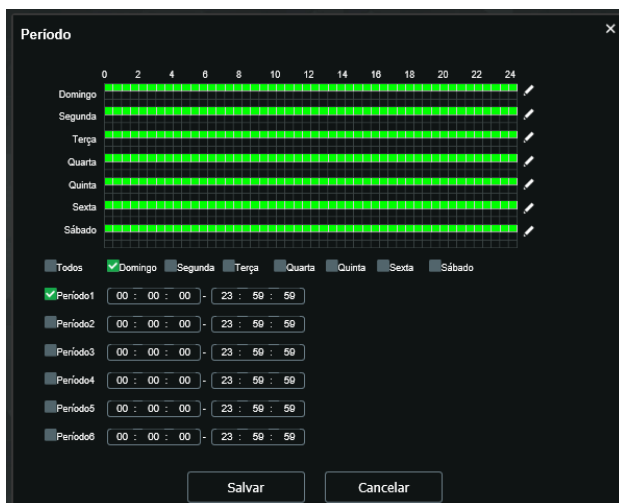 Período
0 2 4 6 8 10 12 14 16 18 20 22 24
Domingo
Segunda
Terça
Quarta
Quinta
Sexta
Sábado
Todos Domingo Segunda Terça Quarta Quinta Sexta Sábado
Período1 00 : 00 : 00 - 23 : 59 : 59
Período2 00 : 00 : 00 - 23 : 59 : 59
Período3 00 : 00 : 00 - 23 : 59 : 59
Período4 00 : 00 : 00 - 23 : 59 : 59
Período5 00 : 00 : 00 - 23 : 59 : 59
Período6 00 : 00 : 00 - 23 : 59 : 59
Salvar Cancelar